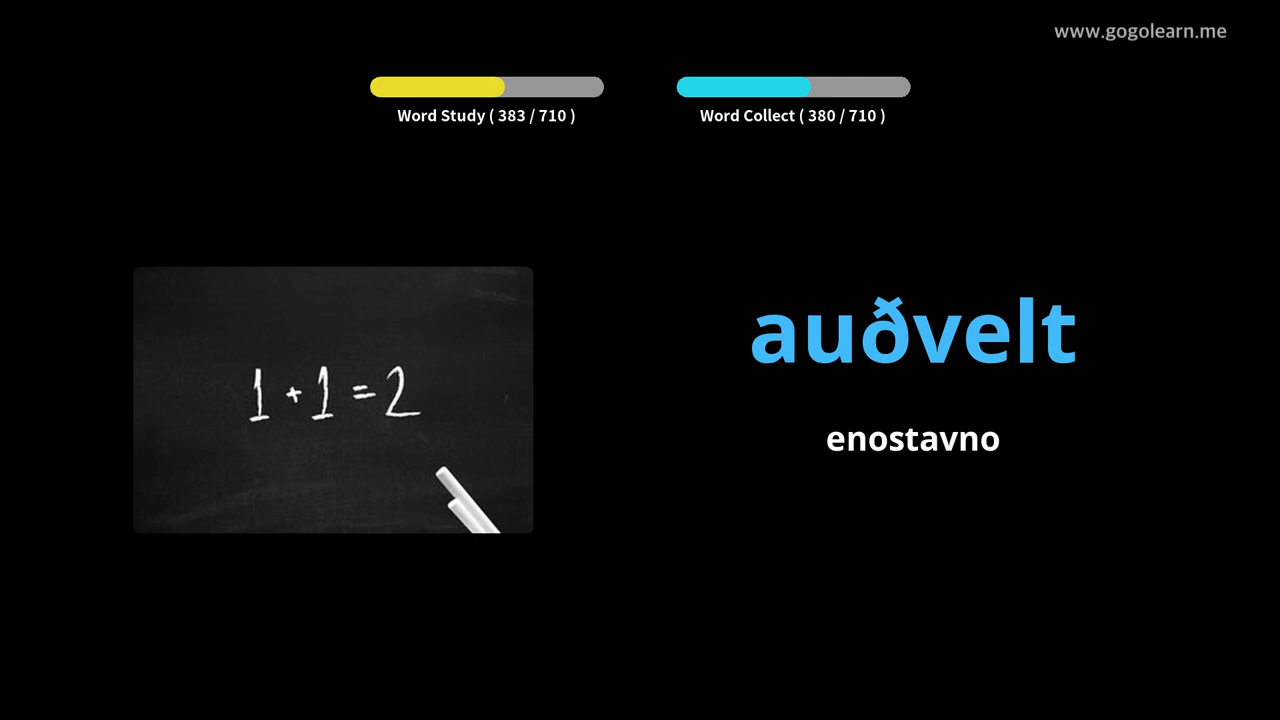 www.gogolearn.me
Word Study ( 383 / 710 )
Word Collect ( 380 / 710 )
1 + 1 = 2
auðvelt
enostavno